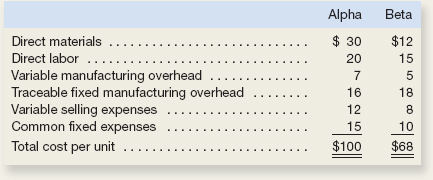 Alpha Beta
Direct materials .............................. $ 30 $12
Direct labor .................................. 20 15
Variable manufacturing overhead ............... 7 5
Traceable fixed manufacturing overhead ........ 16 18
Variable selling expenses ..................... 12 8
Common fixed expenses ......................... 15 10
Total cost per unit ........................... $100 $68